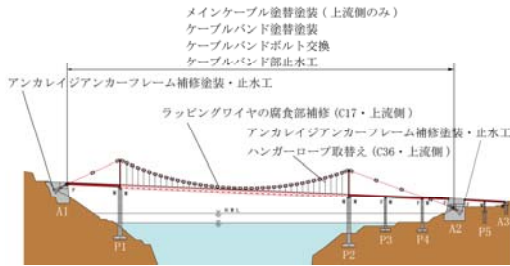 メインケーブル塗替塗装(上流側のみ)
ケーブルバンド塗替塗装
ケーブルバンドボルト交換
ケーブルバンド部止水工
アンカレイジアンカーフレーム補修塗装・止水工
ラッピングワイヤの腐食部補修(C17・上流側)
アンカレイジアンカーフレーム補修塗装・止水工
ハンガーロープ取替え(C36・上流側)
A1
P1
P2
P3
P4
A2
P5
A3